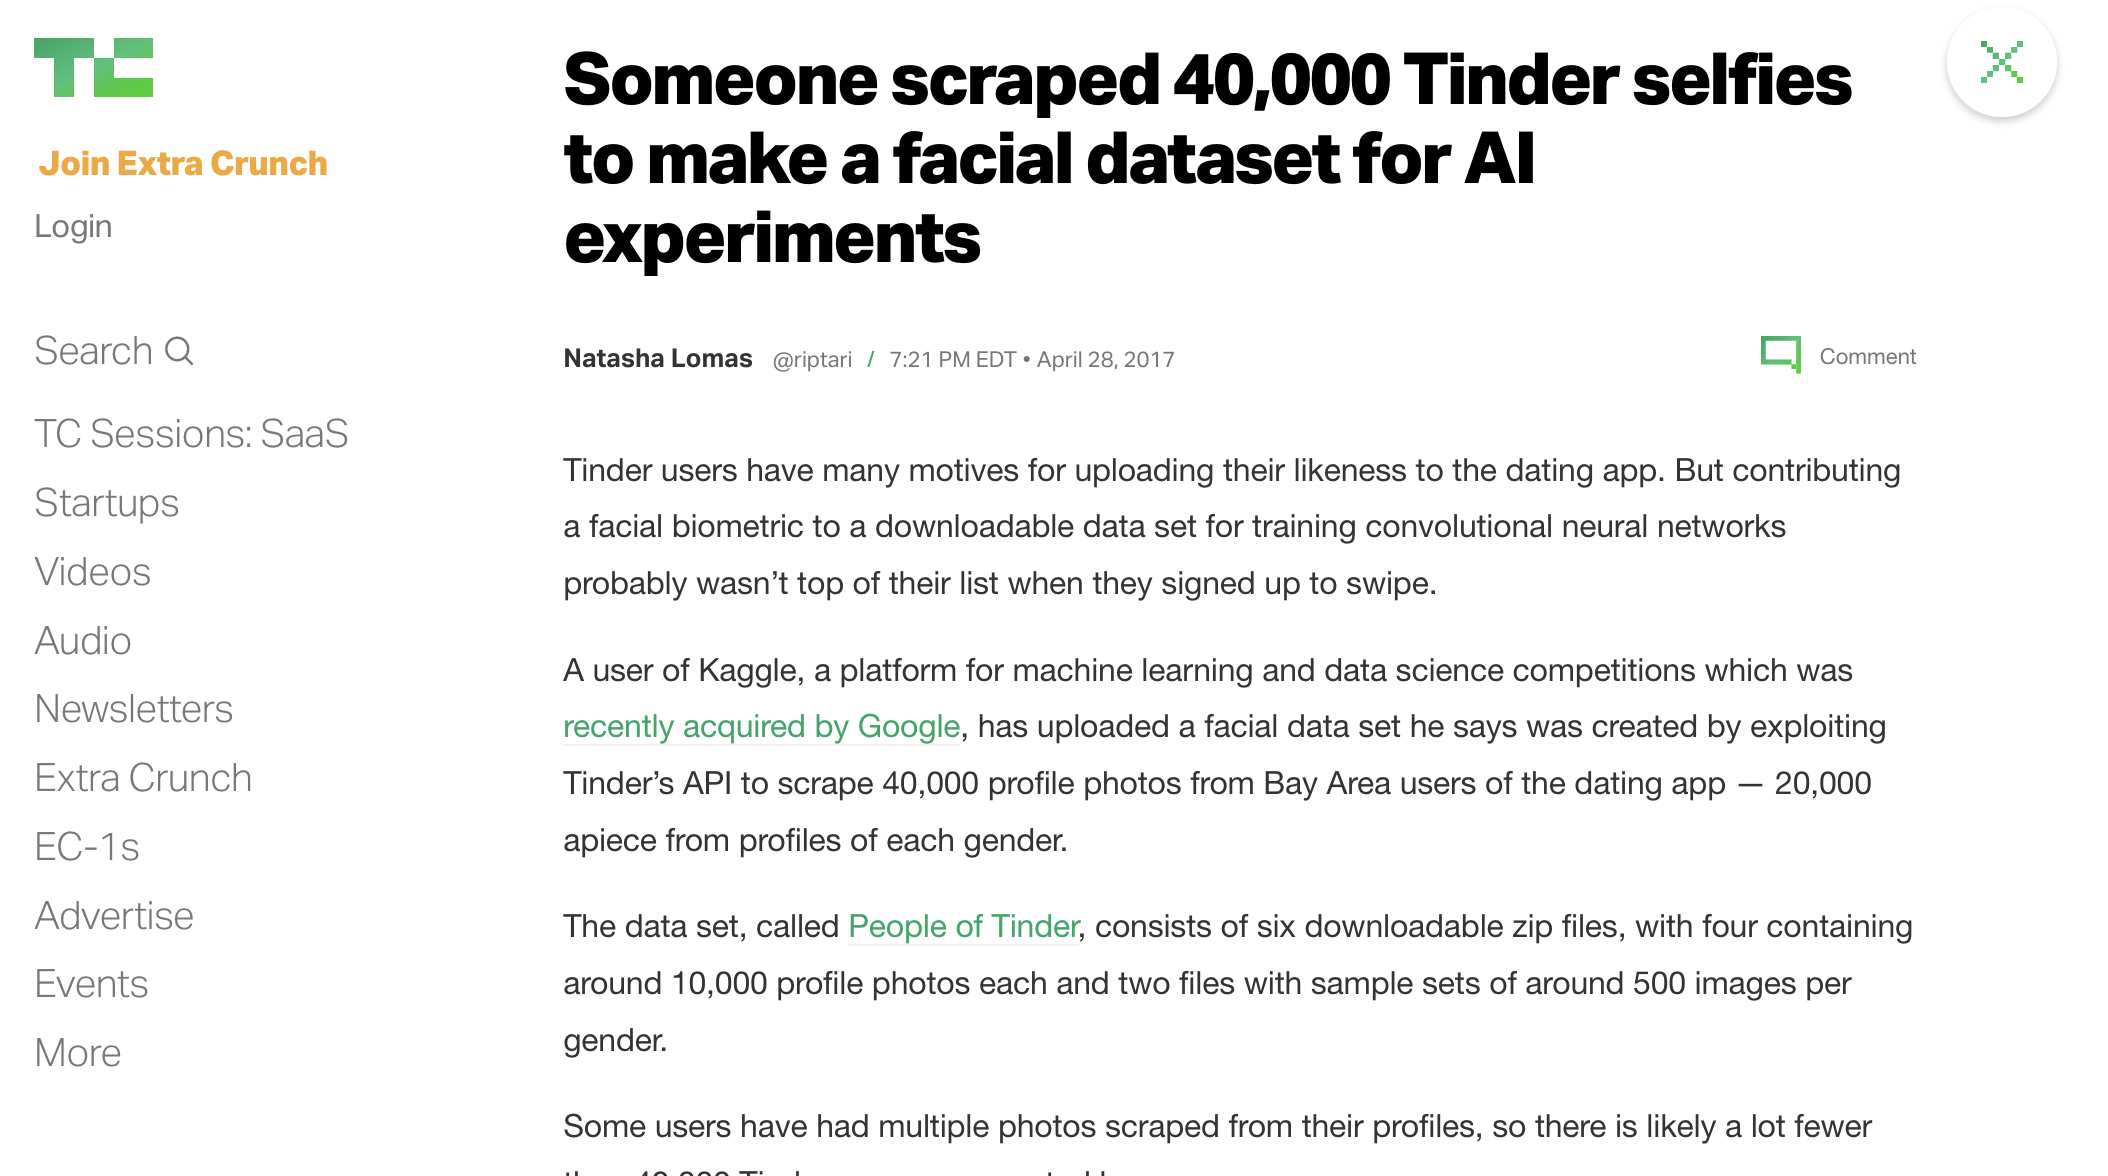 TC
Join Extra Crunch
Login
Search
TC Sessions: SaaS
Startups
Videos
Audio
Newsletters
Extra Crunch
EC-1s
Advertise
Events
More
Someone scraped 40,000 Tinder selfies
to make a facial dataset for AI
experiments
Natasha Lomas @riptari / 7:21 PM EDT • April 28, 2017
Comment
Tinder users have many motives for uploading their likeness to the dating app. But contributing
a facial biometric to a downloadable data set for training convolutional neural networks
probably wasn’t top of their list when they signed up to swipe.
A user of Kaggle, a platform for machine learning and data science competitions which was
recently acquired by Google, has uploaded a facial data set he says was created by exploiting
Tinder’s API to scrape 40,000 profile photos from Bay Area users of the dating app — 20,000
apiece from profiles of each gender.
The data set, called People of Tinder, consists of six downloadable zip files, with four containing
around 10,000 profile photos each and two files with sample sets of around 500 images per
gender.
Some users have had multiple photos scraped from their profiles, so there is likely a lot fewer